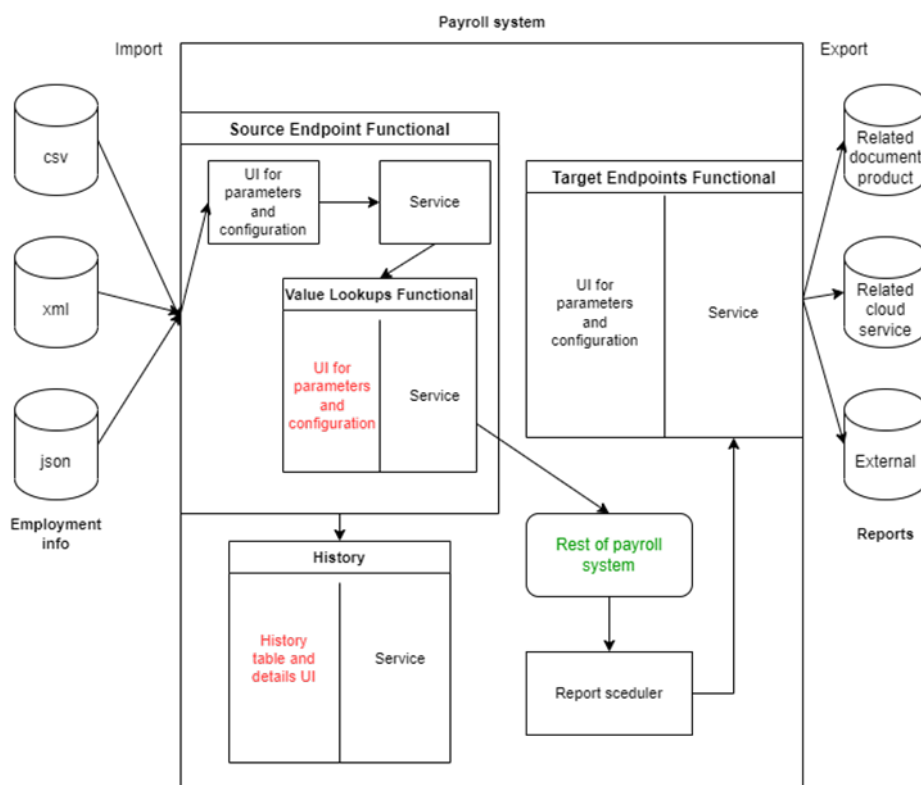 Payroll system
Import
Export
csv
xml
json
Employment
info
Source Endpoint Functional
UI for
parameters
and
configuration
Service
Value Lookups Functional
UI for
parameters
and
configuration
Service
History
History
table and
details UI
Service
Target Endpoints Functional
UI for
parameters
and
configuration
Service
Rest of payroll
system
Report sceduler
Related
document
product
Related
cloud
service
External
Reports